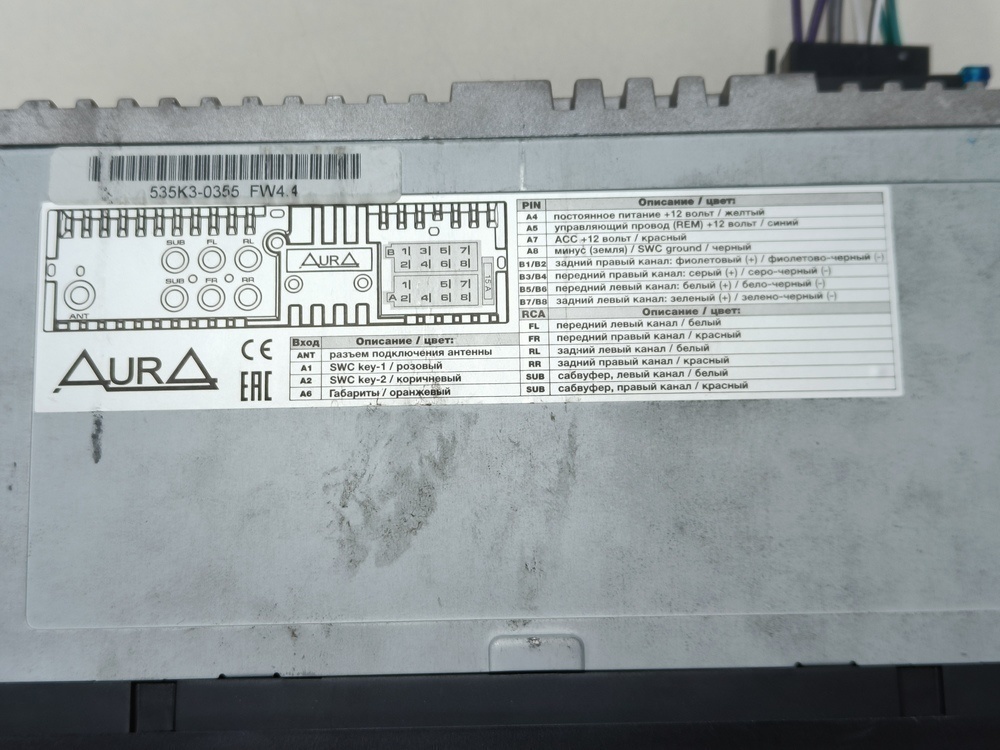 535K3-0355 FW4.4
SUB FL RL
SUB FR RR
ANT
AURA
B 1 3 5 7
2 4 6 8
1 5 7
A 2 4 6 8
15A
AURA
CE
EAC
Вход Описание / цвет:
ANT разъем подключения антенны
A1 SWC key-1 / розовый
A2 SWC key-2 / коричневый
A6 Габариты / оранжевый
PIN Описание / цвет:
A4 постоянное питание +12 вольт / желтый
A5 управляющий провод (REM) +12 вольт / синий
A7 ACC +12 вольт / красный
A8 минус (земля) / SWC ground / черный
B1/B2 задний правый канал: фиолетовый (+) / фиолетово-черный (-)
B3/B4 передний правый канал: серый (+) / серо-черный (-)
B5/B6 передний левый канал: белый (+) / бело-черный (-)
B7/B8 задний левый канал: зеленый (+) / зелено-черный (-)
RCA Описание / цвет:
FL передний левый канал / белый
FR передний правый канал / красный
RL задний левый канал / белый
RR задний правый канал / красный
SUB сабвуфер, левый канал / белый
SUB сабвуфер, правый канал / красный